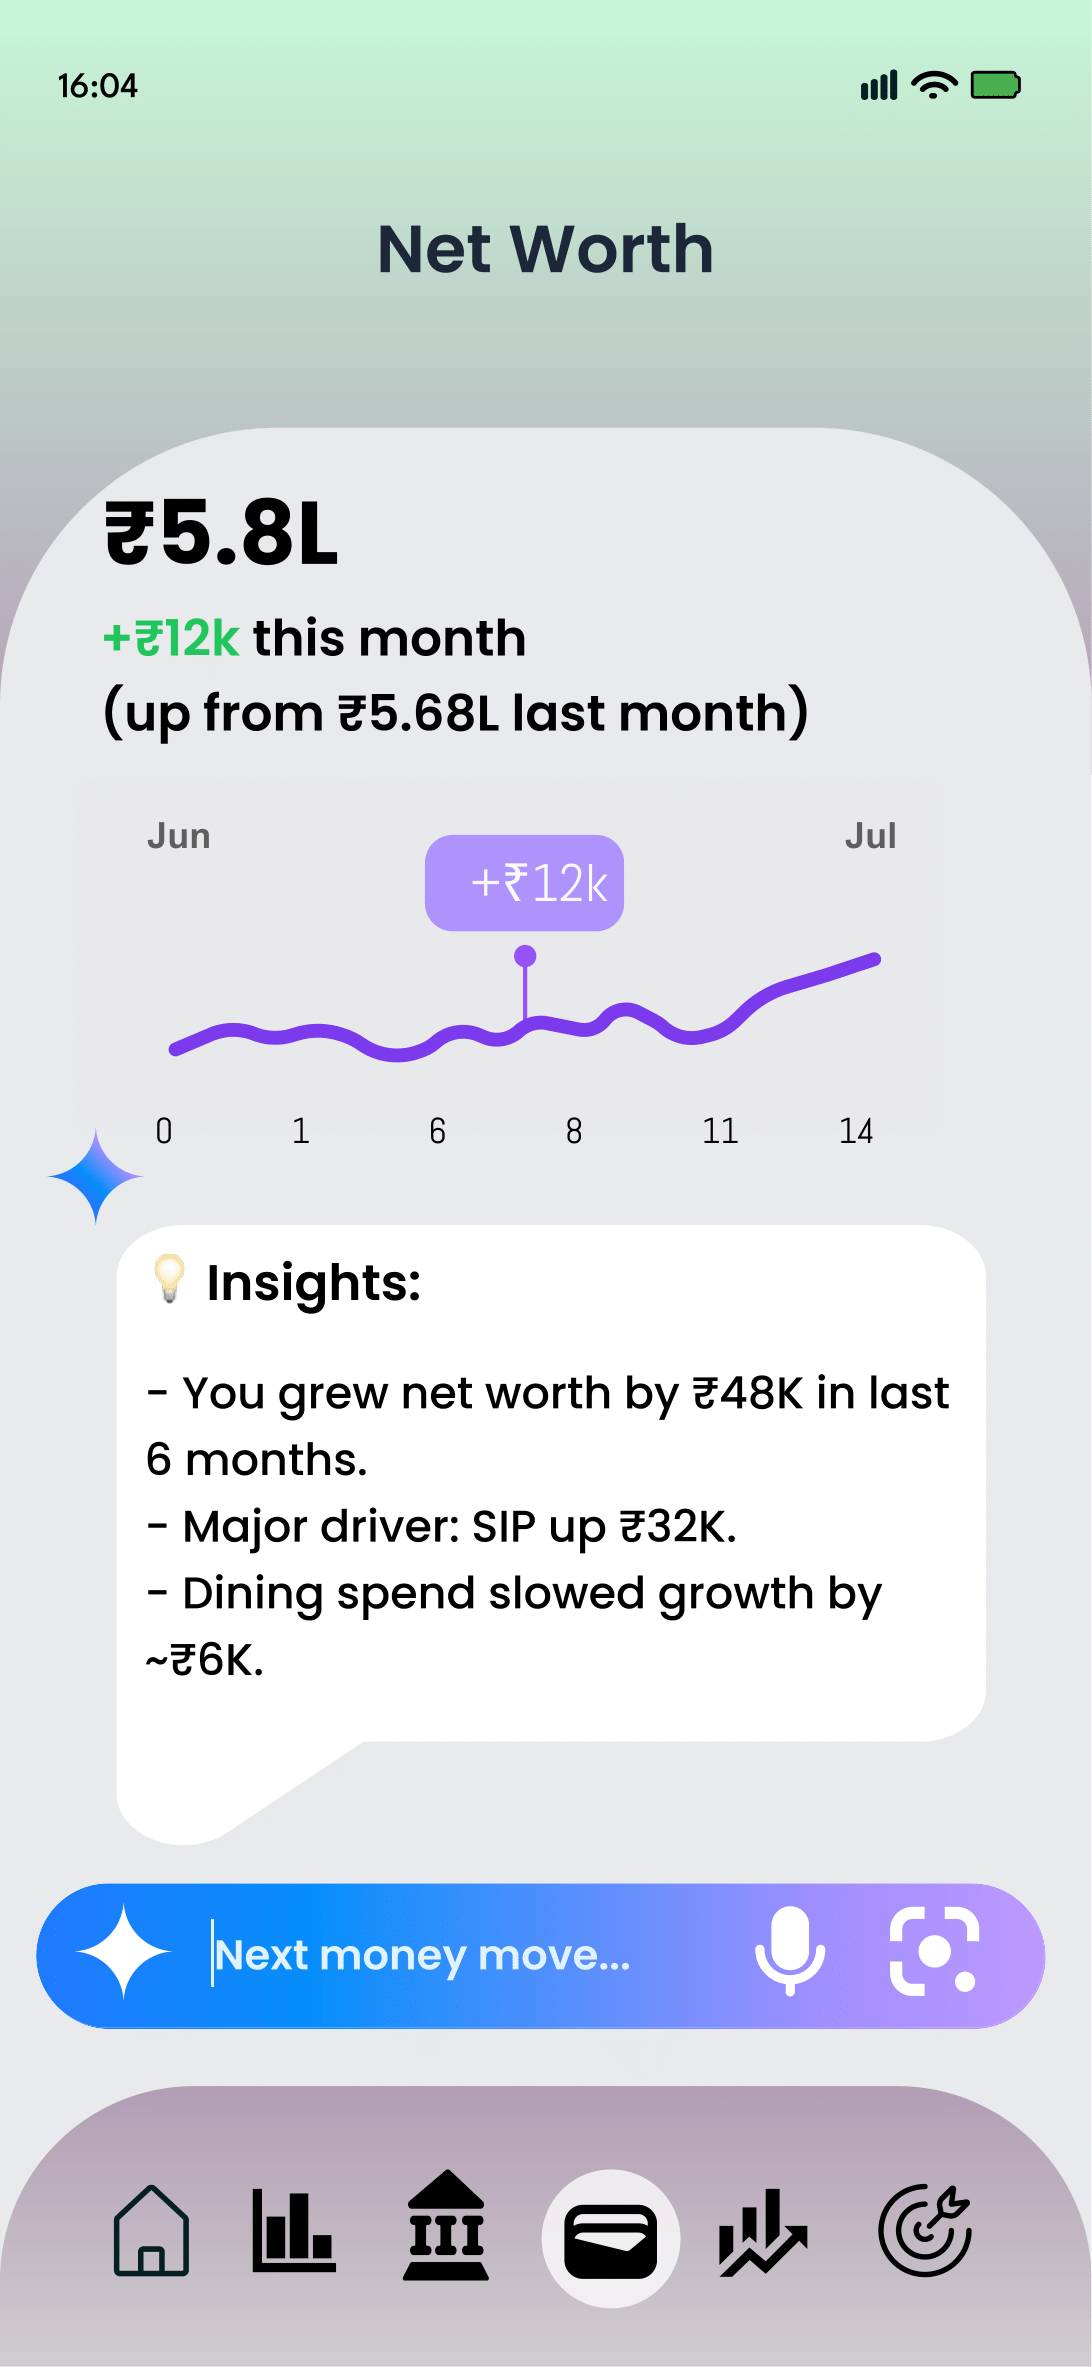 16:04
Net Worth
₹5.8L
+₹12k this month
(up from ₹5.68L last month)
Jun
Jul
+₹12k
0 1 6 8 11 14
💡 Insights:
- You grew net worth by ₹48K in last
6 months.
- Major driver: SIP up ₹32K.
- Dining spend slowed growth by
~₹6K.
Next money move...